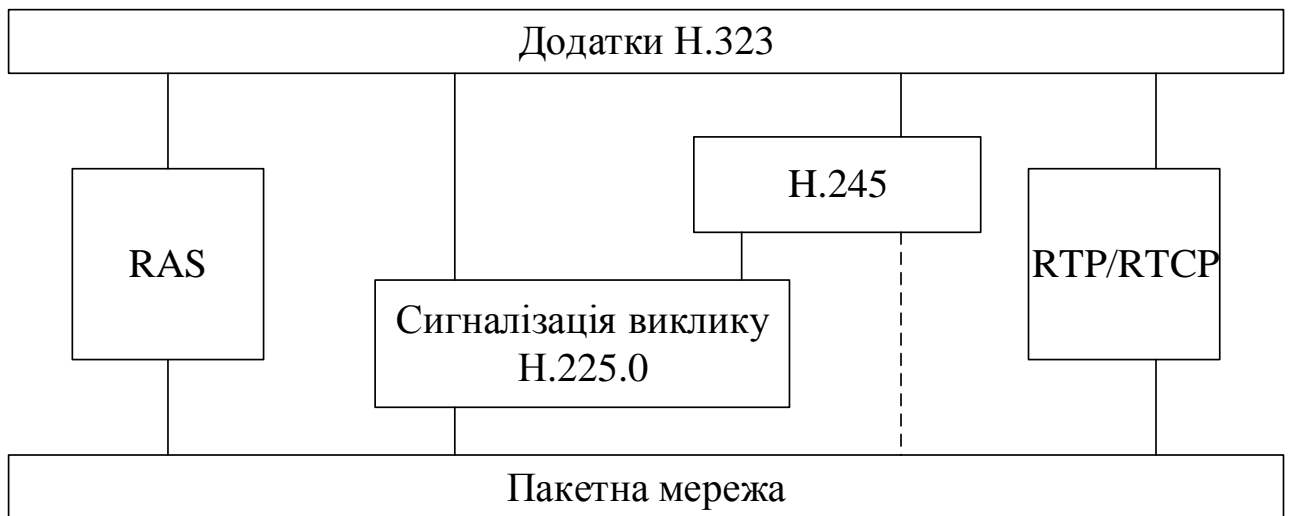 Додатки H.323
H.245
RAS
RTP/RTCP
Сигналізація виклику
H.225.0
Пакетна мережа